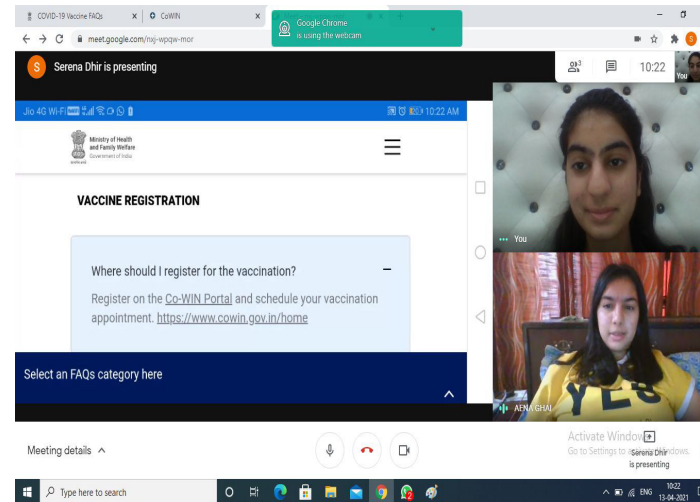 COVID-19 Vaccine FAQs x
CoWIN x
Google Chrome
is using the webcam
meet.google.com/nxj-wpqw-mor
S
S Serena Dhir is presenting
3
10:22
You
Jio 4G Wi-Fi
10:22 AM
Ministry of Health
and Family Welfare
Government of India
VACCINE REGISTRATION
Where should I register for the vaccination?
Register on the Co-WIN Portal and schedule your vaccination
appointment. https://www.cowin.gov.in/home
Select an FAQs category here
You
YES
AENA GHAI
Meeting details
Activate Windows
Go to Settings to
Windows.
Serena Dhir
is presenting
Type here to search
ENG
10:22
13-04-2021